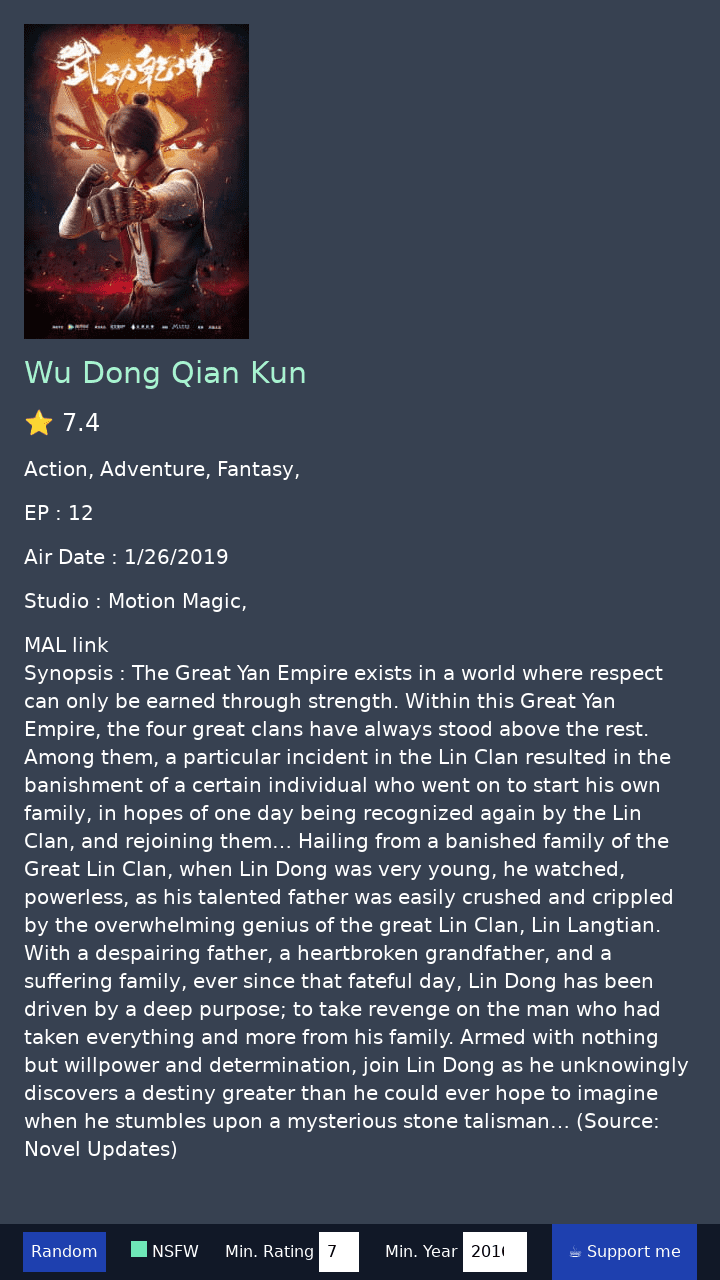 武动乾坤
Wu Dong Qian Kun
⭐ 7.4
Action, Adventure, Fantasy,
EP : 12
Air Date : 1/26/2019
Studio : Motion Magic,
MAL link
Synopsis : The Great Yan Empire exists in a world where respect
can only be earned through strength. Within this Great Yan
Empire, the four great clans have always stood above the rest.
Among them, a particular incident in the Lin Clan resulted in the
banishment of a certain individual who went on to start his own
family, in hopes of one day being recognized again by the Lin
Clan, and rejoining them... Hailing from a banished family of the
Great Lin Clan, when Lin Dong was very young, he watched,
powerless, as his talented father was easily crushed and crippled
by the overwhelming genius of the great Lin Clan, Lin Langtian.
With a despairing father, a heartbroken grandfather, and a
suffering family, ever since that fateful day, Lin Dong has been
driven by a deep purpose; to take revenge on the man who had
taken everything and more from his family. Armed with nothing
but willpower and determination, join Lin Dong as he unknowingly
discovers a destiny greater than he could ever hope to imagine
when he stumbles upon a mysterious stone talisman... (Source:
Novel Updates)
Random NSFW Min. Rating 7 Min. Year ☕ Support me